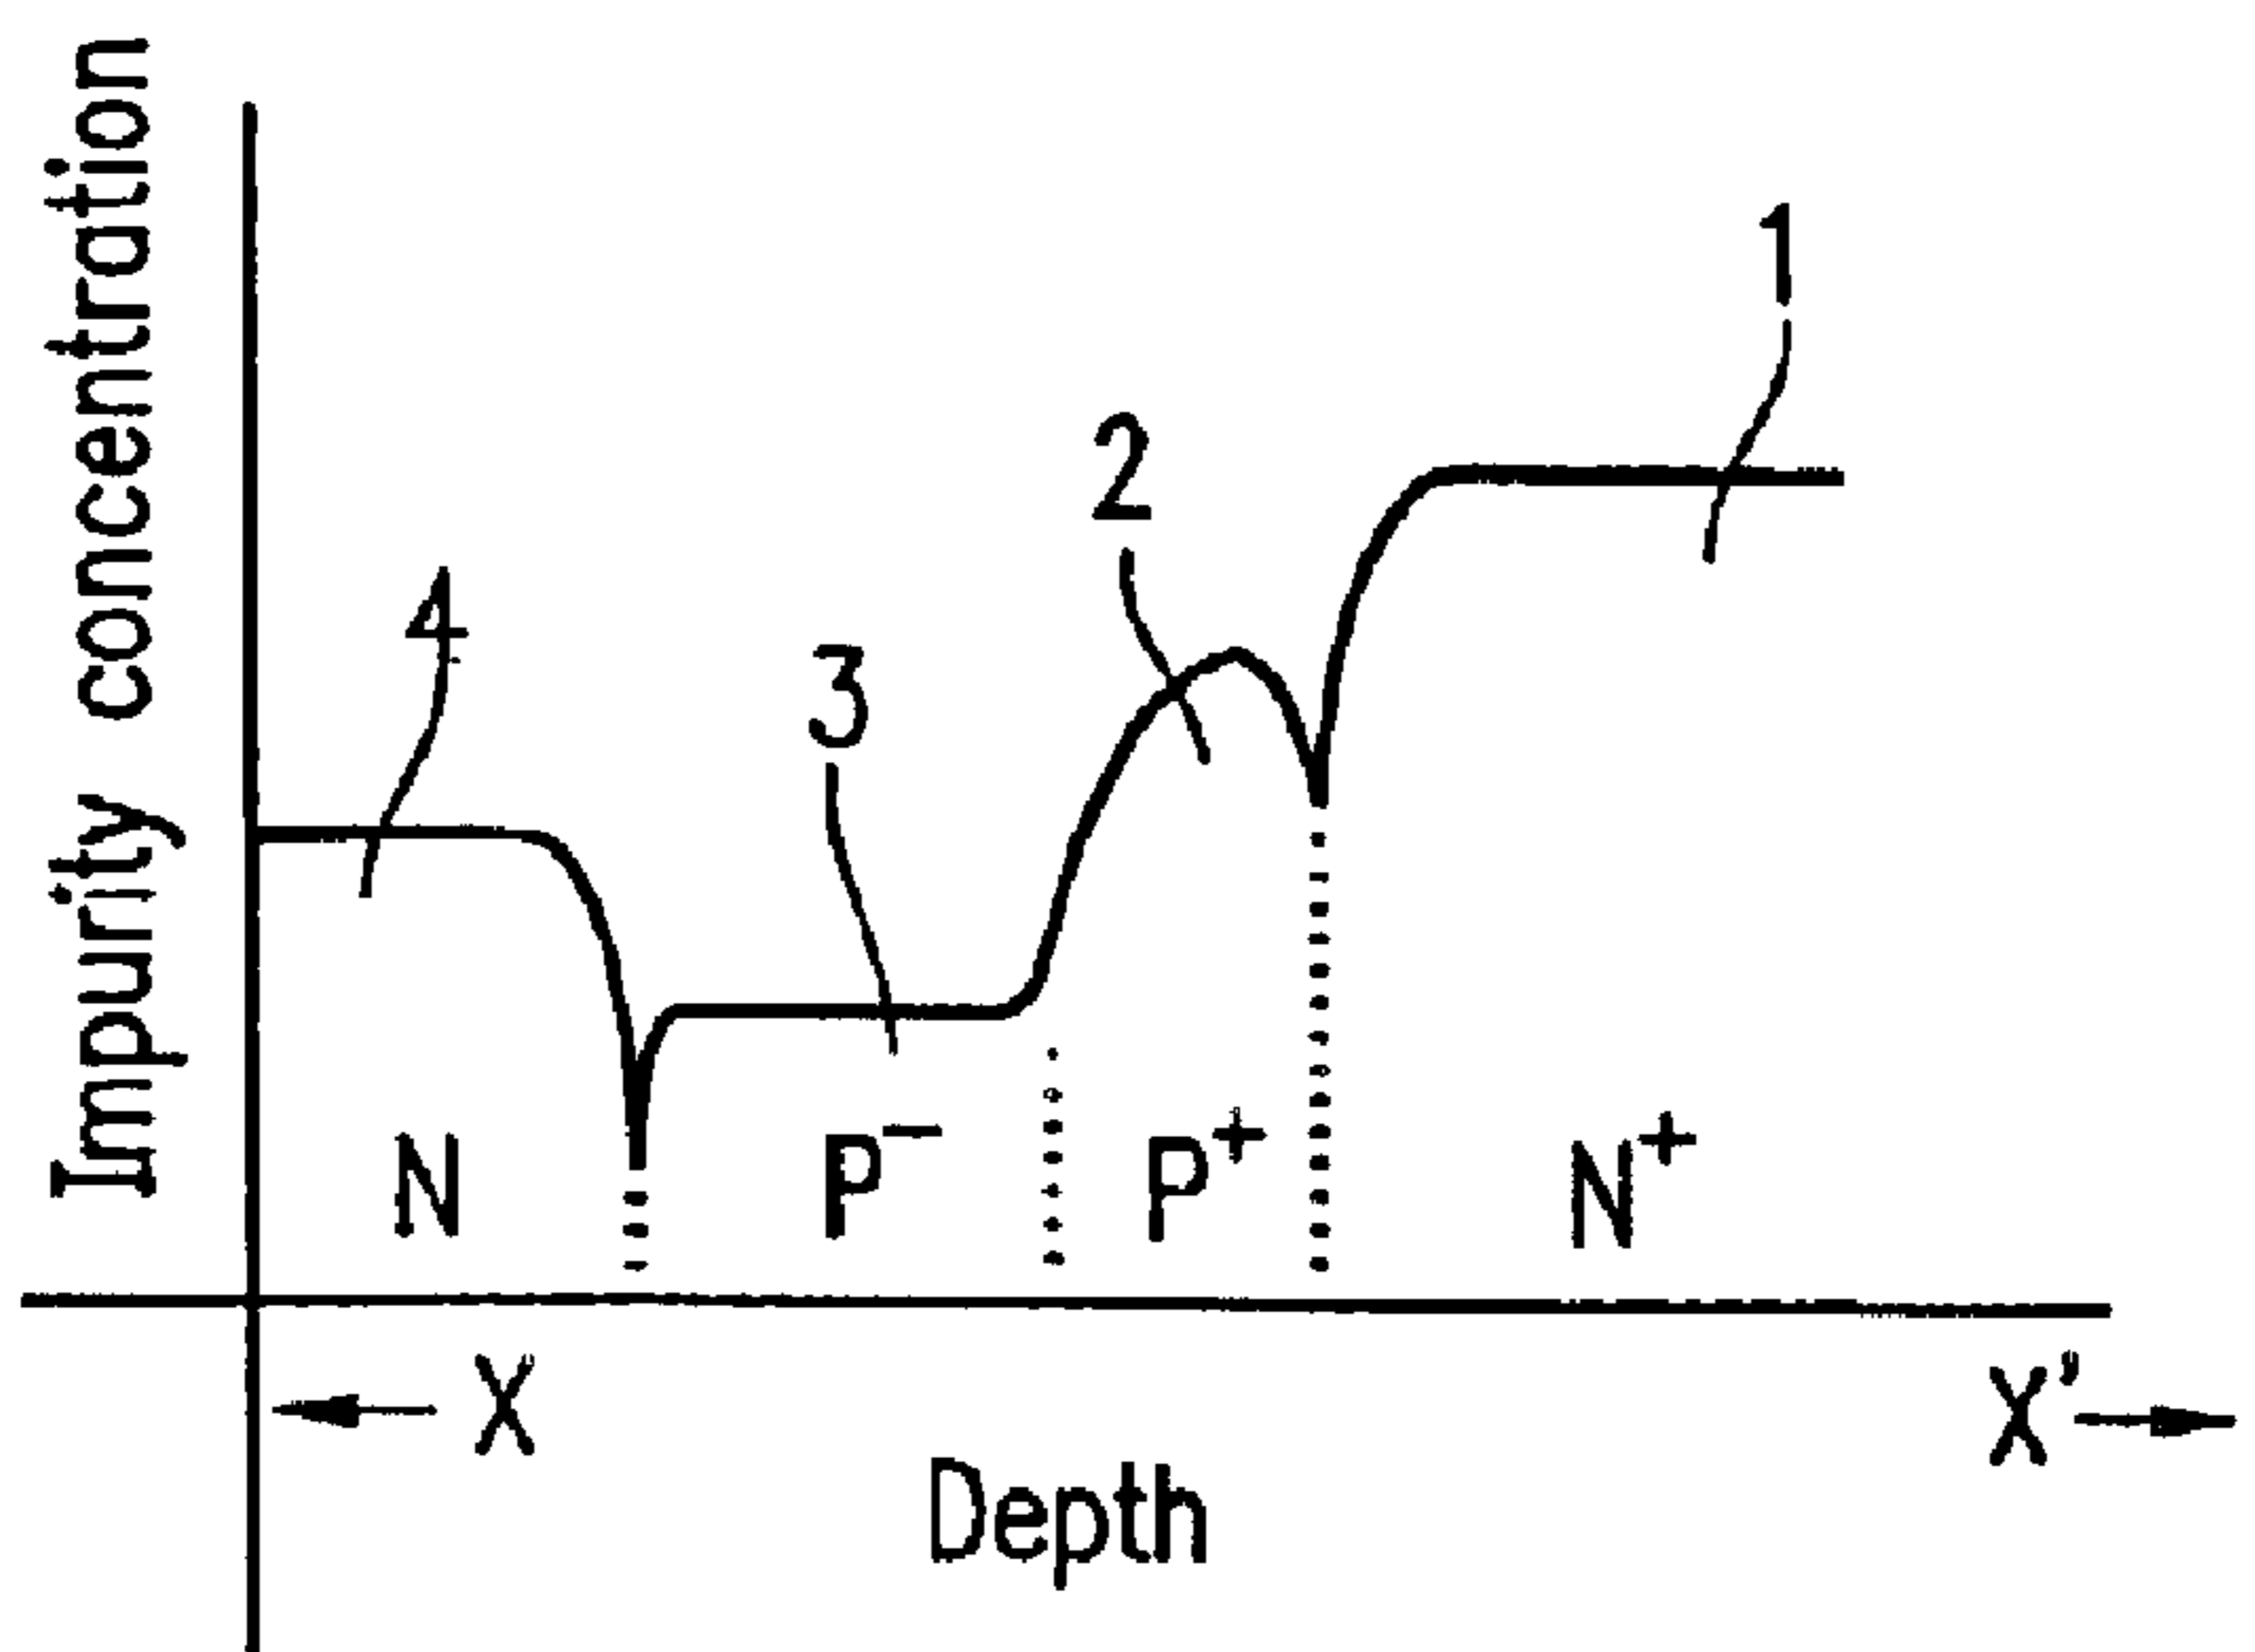 Impurity concentration
1
2
4
3
N P⁻ P⁺ N⁺
X X'
Depth